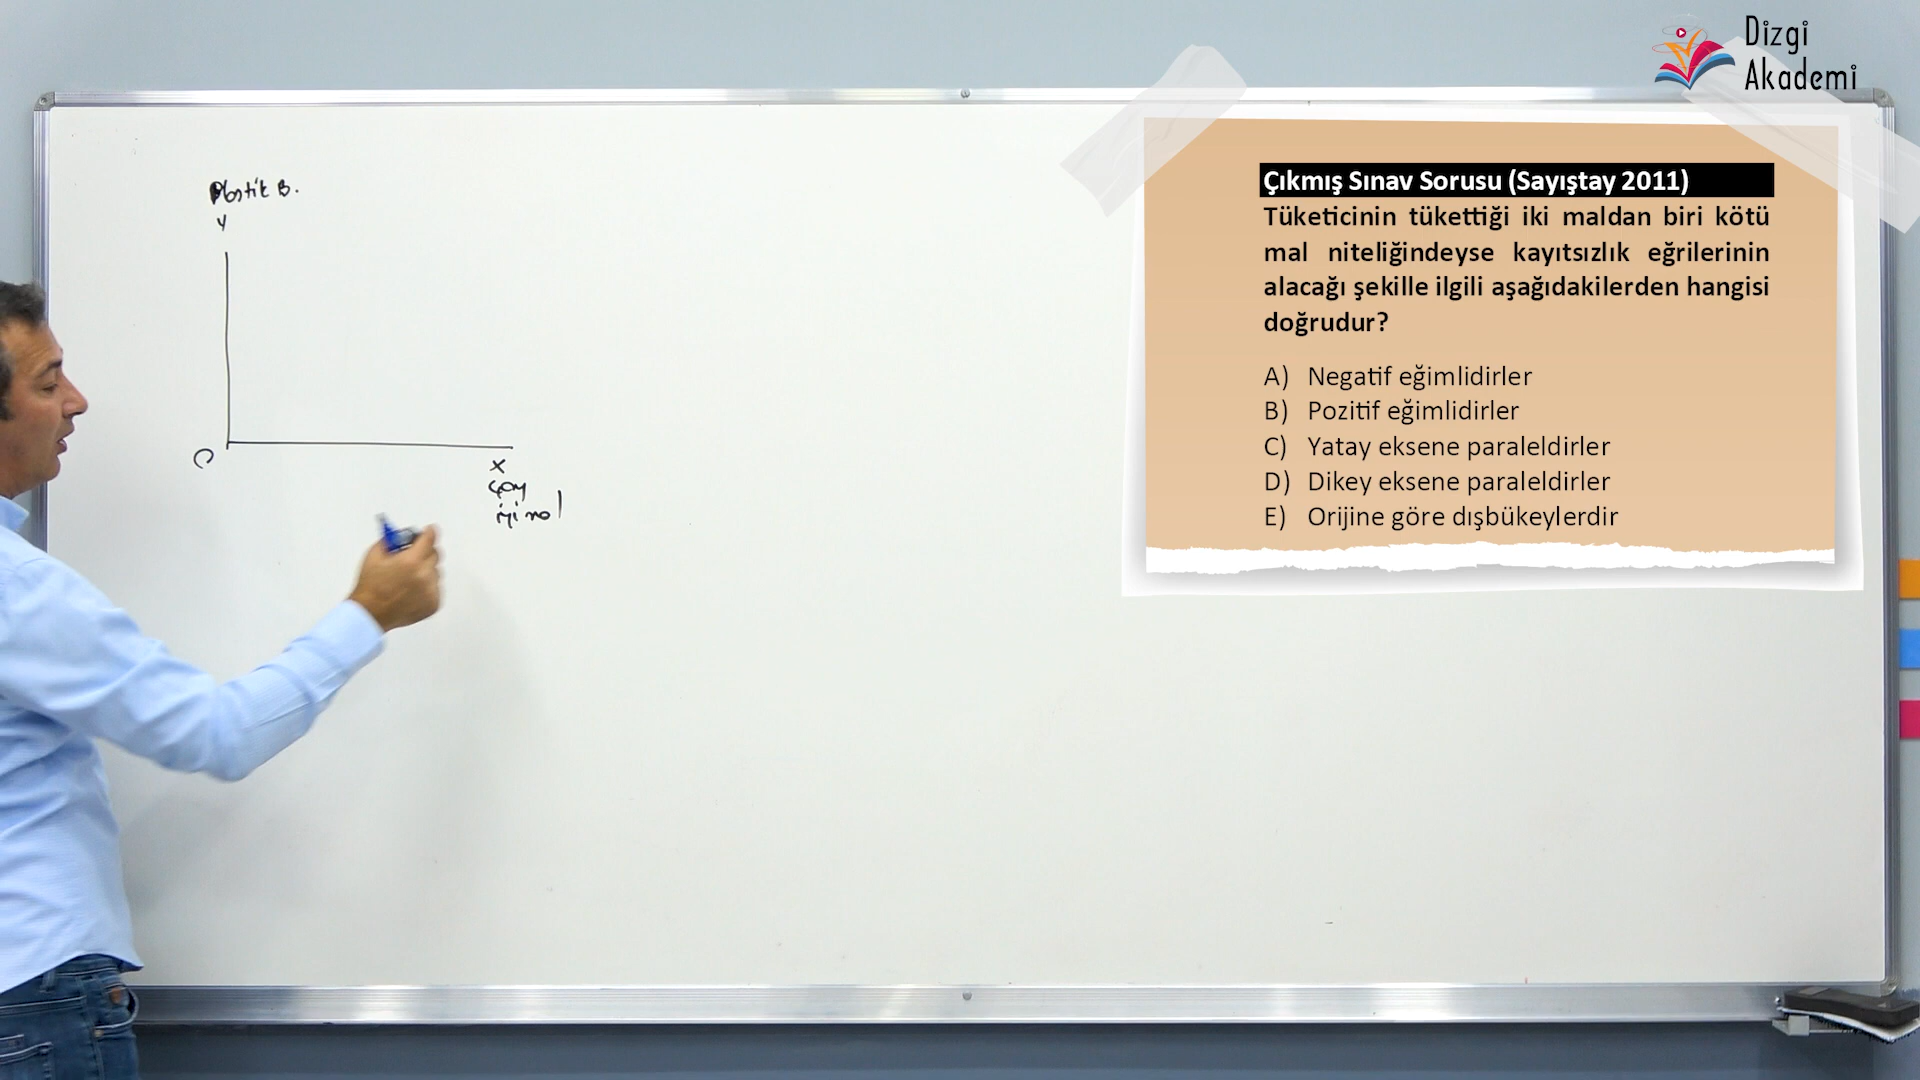 Dizgi
Akademi
Plastik B.
Y
O
X
Çay
iyi mal
Çıkmış Sınav Sorusu (Sayıştay 2011)
Tüketicinin tükettiği iki maldan biri kötü
mal niteliğindeyse kayıtsızlık eğrilerinin
alacağı şekille ilgili aşağıdakilerden hangisi
doğrudur?
A) Negatif eğimlidirler
B) Pozitif eğimlidirler
C) Yatay eksene paraleldirler
D) Dikey eksene paraleldirler
E) Orijine göre dışbükeylerdir